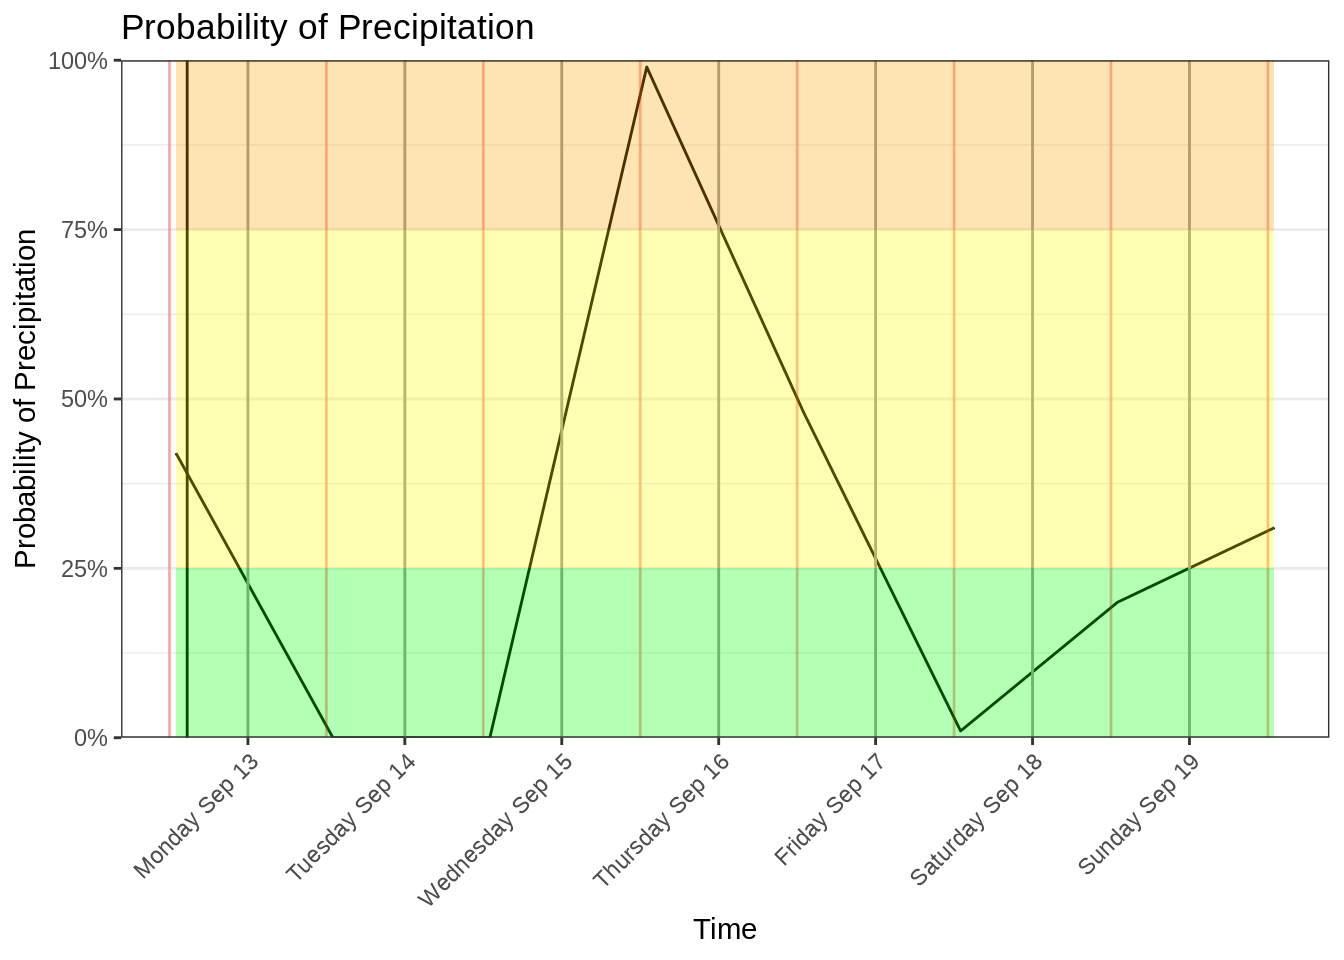 Probability of Precipitation
Probability of Precipitation
100%
75%
50%
25%
0%
Monday Sep 13
Tuesday Sep 14
Wednesday Sep 15
Thursday Sep 16
Friday Sep 17
Saturday Sep 18
Sunday Sep 19
Time